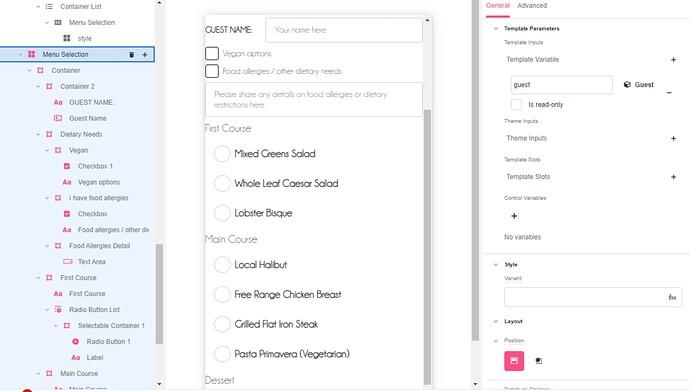 Container List
Menu Selection
style
Menu Selection
Container
Container 2
GUEST NAME:
Guest Name
Dietary Needs
Vegan
Checkbox 1
Vegan options
I have food allergies
Checkbox
Food allergies / other die
Food Allergies Detail
Text Area
First Course
First Course
Radio Button List
Selectable Container 1
Radio Button 1
Label
Main Course
Main Course
GUEST NAME:
Your name here
Vegan options
Food allergies / other dietary needs
Please share any details on food allergies or dietary
restrictions here
First Course
Mixed Greens Salad
Whole Leaf Caesar Salad
Lobster Bisque
Main Course
Local Halibut
Free Range Chicken Breast
Grilled Flat Iron Steak
Pasta Primavera (Vegetarian)
Dessert
General Advanced
Template Parameters
Template Inputs
Template Variable
guest Guest
Is read-only
Theme Inputs
Theme Inputs
Template Slots
Template Slots
Control Variables
No variables
Style
Variant
f(x)
Layout
Position